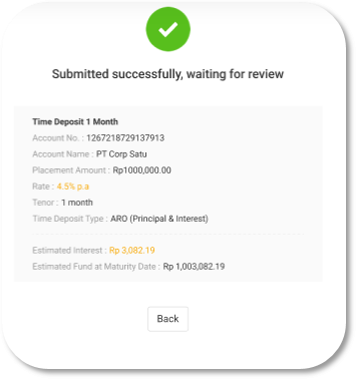 Submitted successfully, waiting for review
Time Deposit 1 Month
Account No. : 1267218729137913
Account Name : PT Corp Satu
Placement Amount : Rp1000,000.00
Rate : 4.5% p.a
Tenor : 1 month
Time Deposit Type : ARO (Principal & Interest)
Estimated Interest : Rp 3,082.19
Estimated Fund at Maturity Date : Rp 1,003,082.19
Back